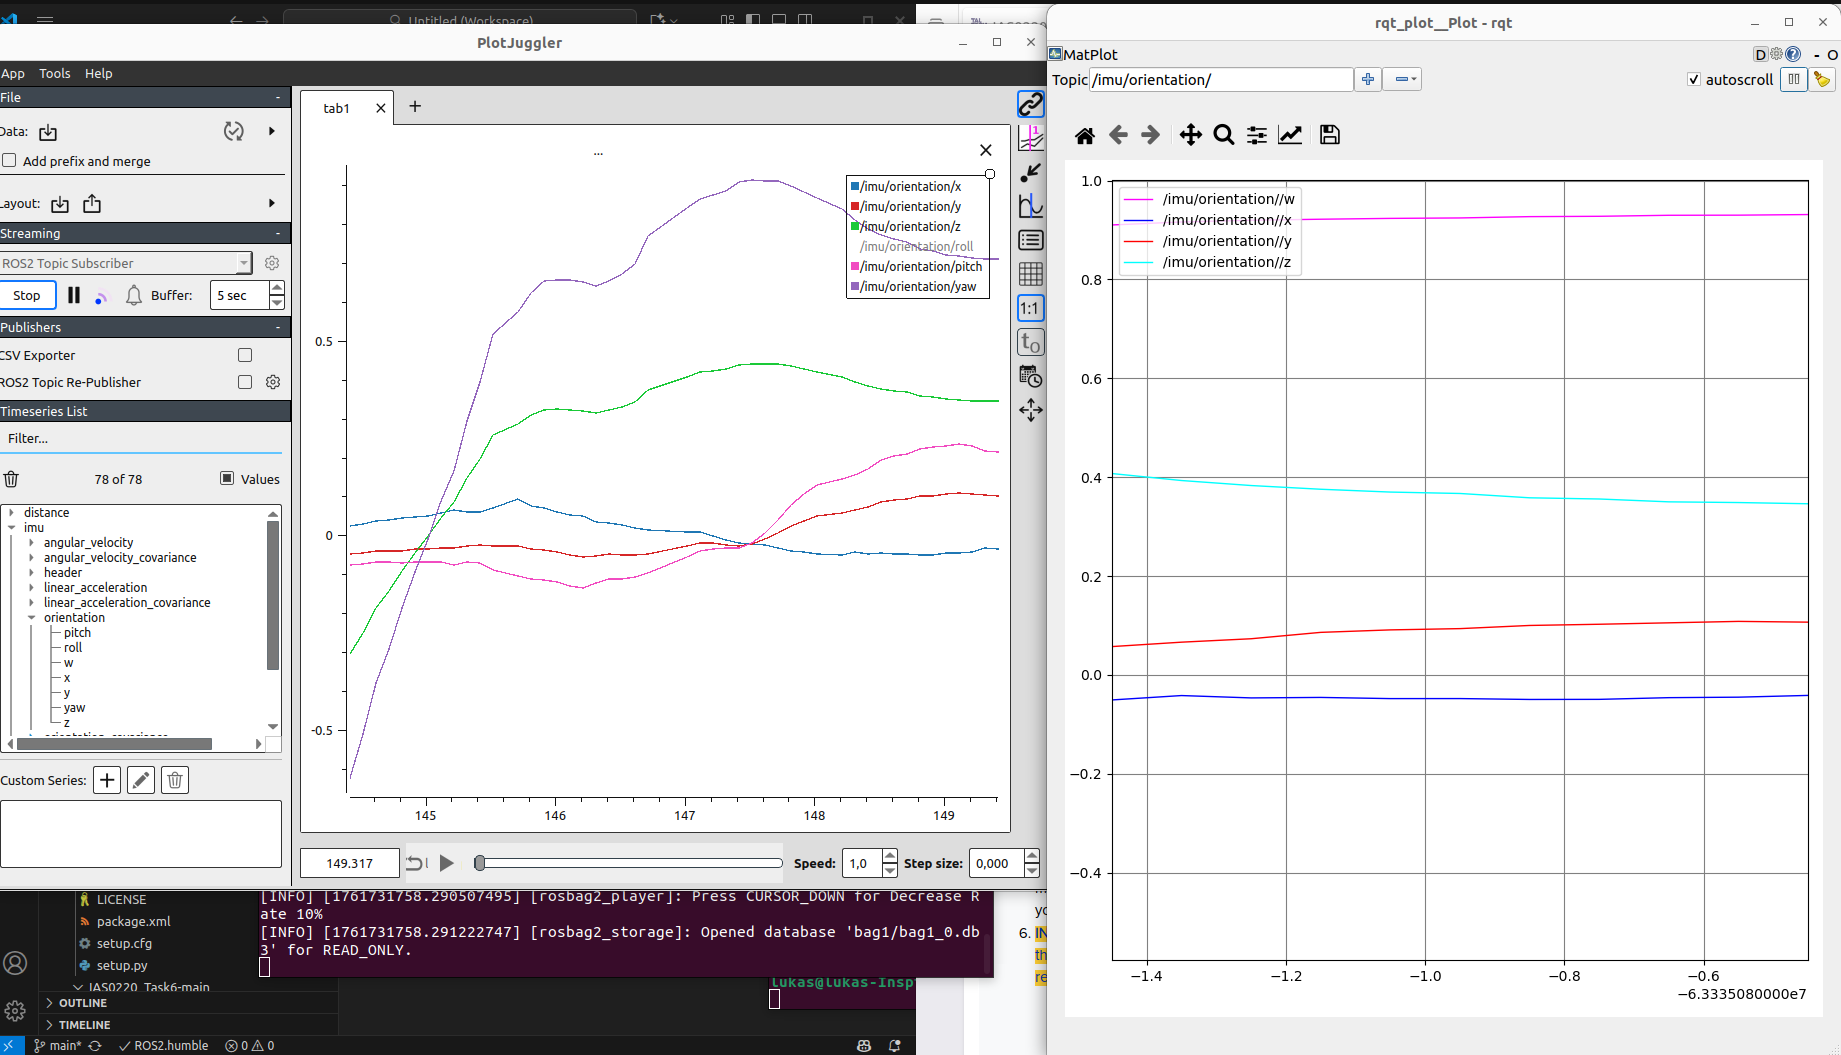 Untitled (Workspace)
PlotJuggler
App Tools Help
File -
Data:
Add prefix and merge
Layout:
Streaming -
ROS2 Topic Subscriber
Stop Buffer: 5 sec
Publishers -
CSV Exporter
ROS2 Topic Re-Publisher
Timeseries List
Filter...
78 of 78 Values
distance
imu
angular_velocity
angular_velocity_covariance
header
linear_acceleration
linear_acceleration_covariance
orientation
pitch
roll
w
x
y
yaw
z
Custom Series:
tab1
...
/imu/orientation/x
/imu/orientation/y
/imu/orientation/z
/imu/orientation/roll
/imu/orientation/pitch
/imu/orientation/yaw
0.5
0
-0.5
145 146 147 148 149
1:1
t0
149.317 Speed: 1,0 Step size: 0,000
rqt_plot__Plot - rqt
MatPlot D - O
Topic /imu/orientation/ autoscroll
1.0
0.8
0.6
0.4
0.2
0.0
−0.2
−0.4
/imu/orientation//w
/imu/orientation//x
/imu/orientation//y
/imu/orientation//z
−1.4 −1.2 −1.0 −0.8 −0.6
−6.3335080000e7
LICENSE
package.xml
setup.cfg
setup.py
IAS0220_Task6-main
OUTLINE
TIMELINE
main* ROS2.humble 0 0
[INFO] [1761731758.290507495] [rosbag2_player]: Press CURSOR_DOWN for Decrease R
ate 10%
[INFO] [1761731758.291222747] [rosbag2_storage]: Opened database 'bag1/bag1_0.db
3' for READ_ONLY.
lukas@lukas-Insp
yo
6. IN
th
re